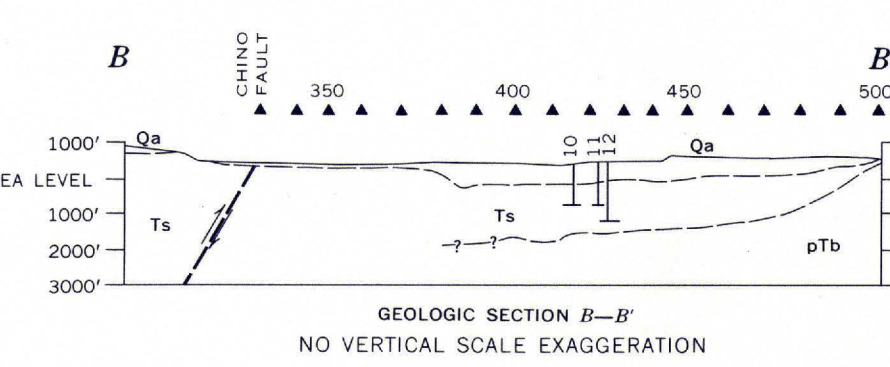 B
CHINO
FAULT
B
350
400
450
500
1000'
Qa
10
11
12
Qa
EA LEVEL
1000'
Ts
Ts
2000'
?
?
pTb
3000'
GEOLOGIC SECTION B—B'
NO VERTICAL SCALE EXAGGERATION